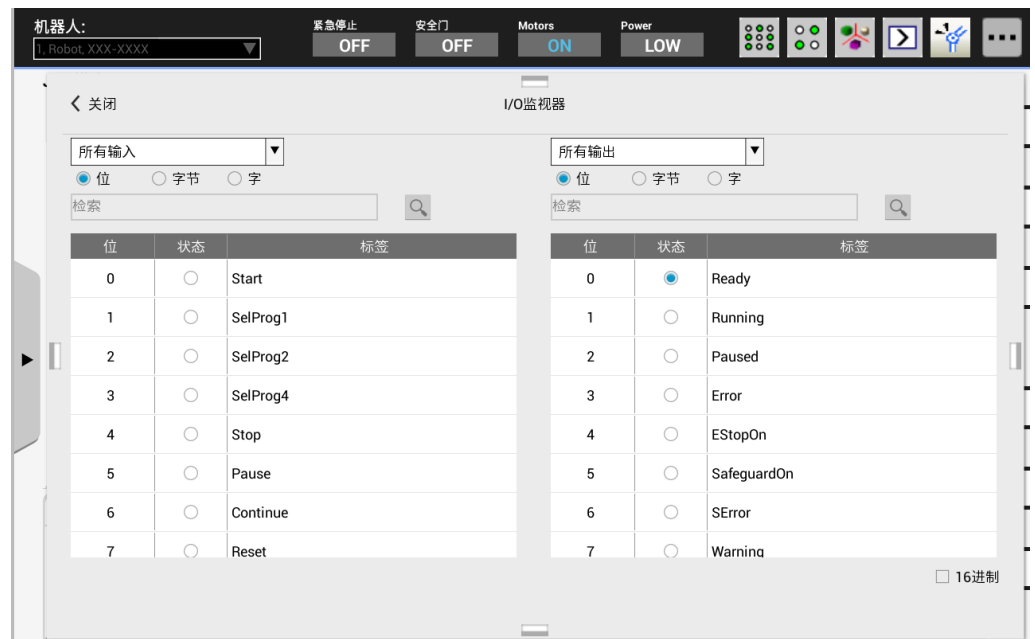 机器人:
1, Robot, XXX-XXXX
紧急停止
OFF
安全门
OFF
Motors
ON
Power
LOW
关闭
I/O监视器
所有输入
位 字节 字
检索
位 状态 标签
0 Start
1 SelProg1
2 SelProg2
3 SelProg4
4 Stop
5 Pause
6 Continue
7 Reset
所有输出
位 字节 字
检索
位 状态 标签
0 Ready
1 Running
2 Paused
3 Error
4 EStopOn
5 SafeguardOn
6 SError
7 Warning
16进制